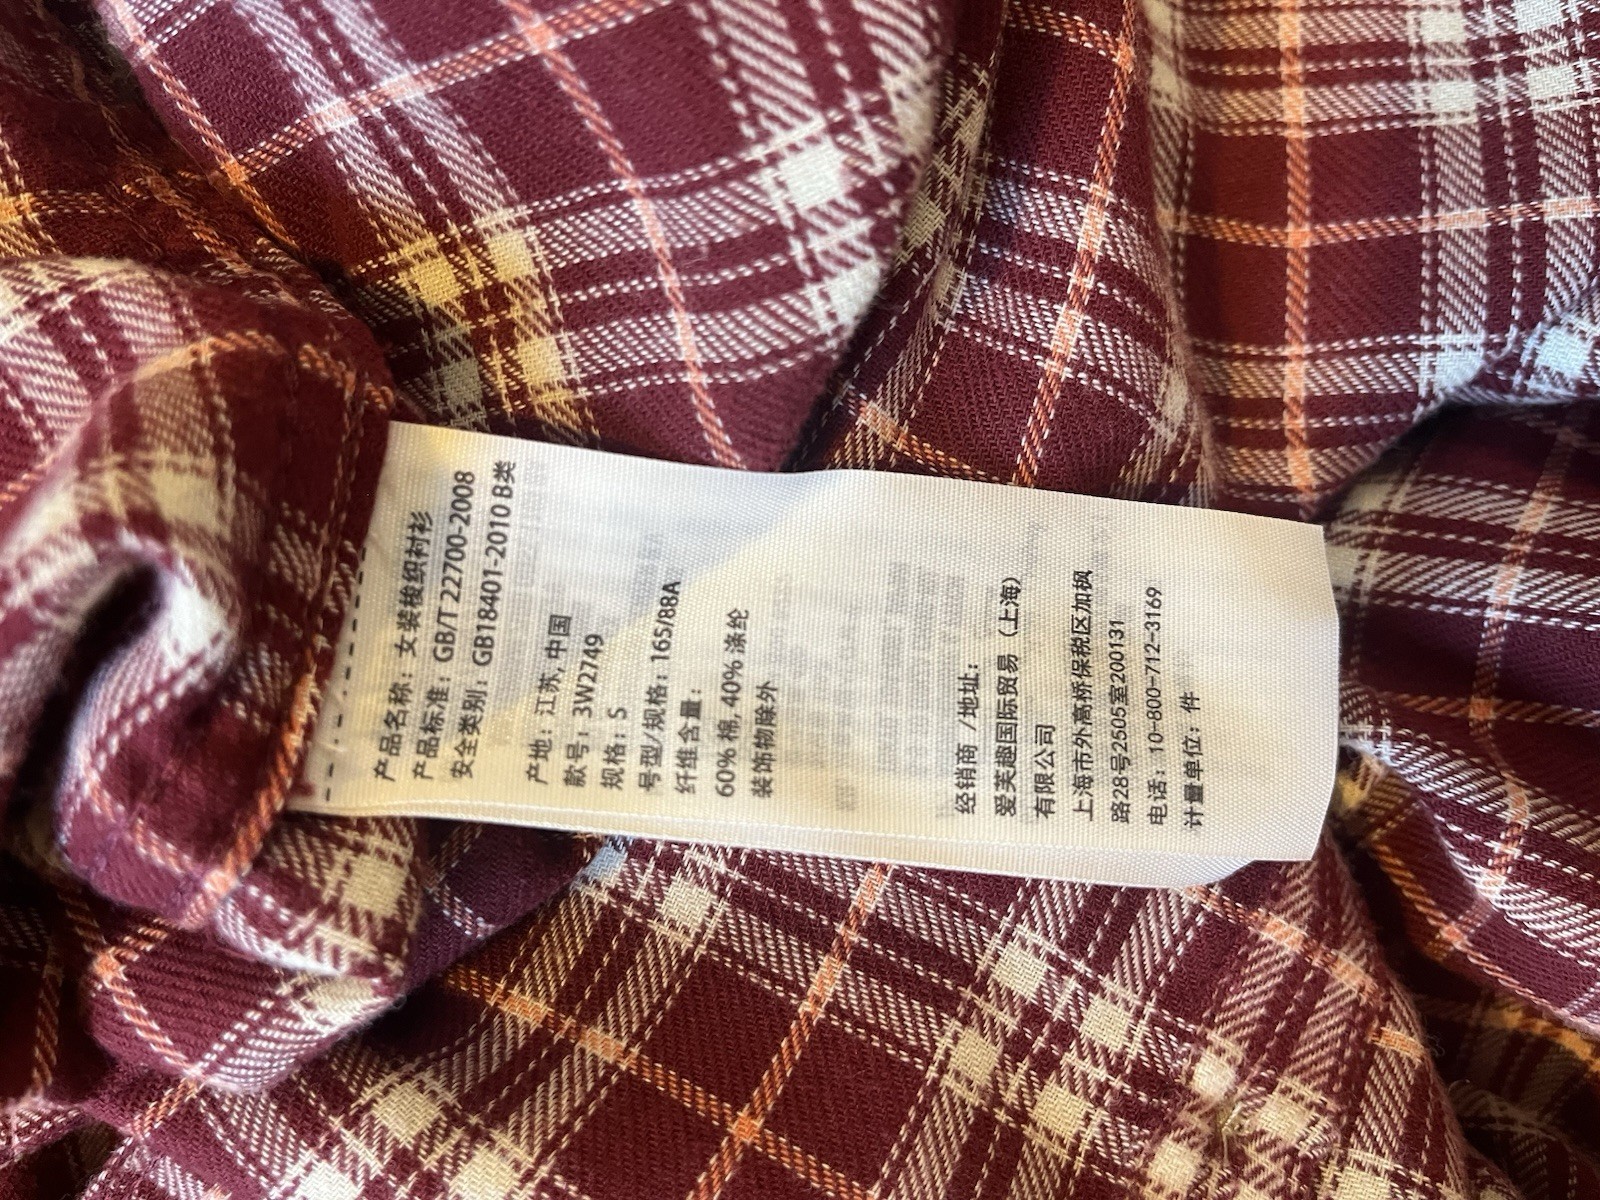 产品名称：女装梭织衬衫
产品标准：GB/T 22700-2008
安全类别：GB18401-2010 B类
产地：江苏, 中国
款号：3W2749
规格：S
号型/规格：165/88A
纤维含量：
60% 棉, 40% 涤纶
装饰物除外
经销商 /地址：
爱芙趣国际贸易（上海）
有限公司
上海市外高桥保税区加枫
路28号2505室200131
电话：10-800-712-3169
计量单位：件